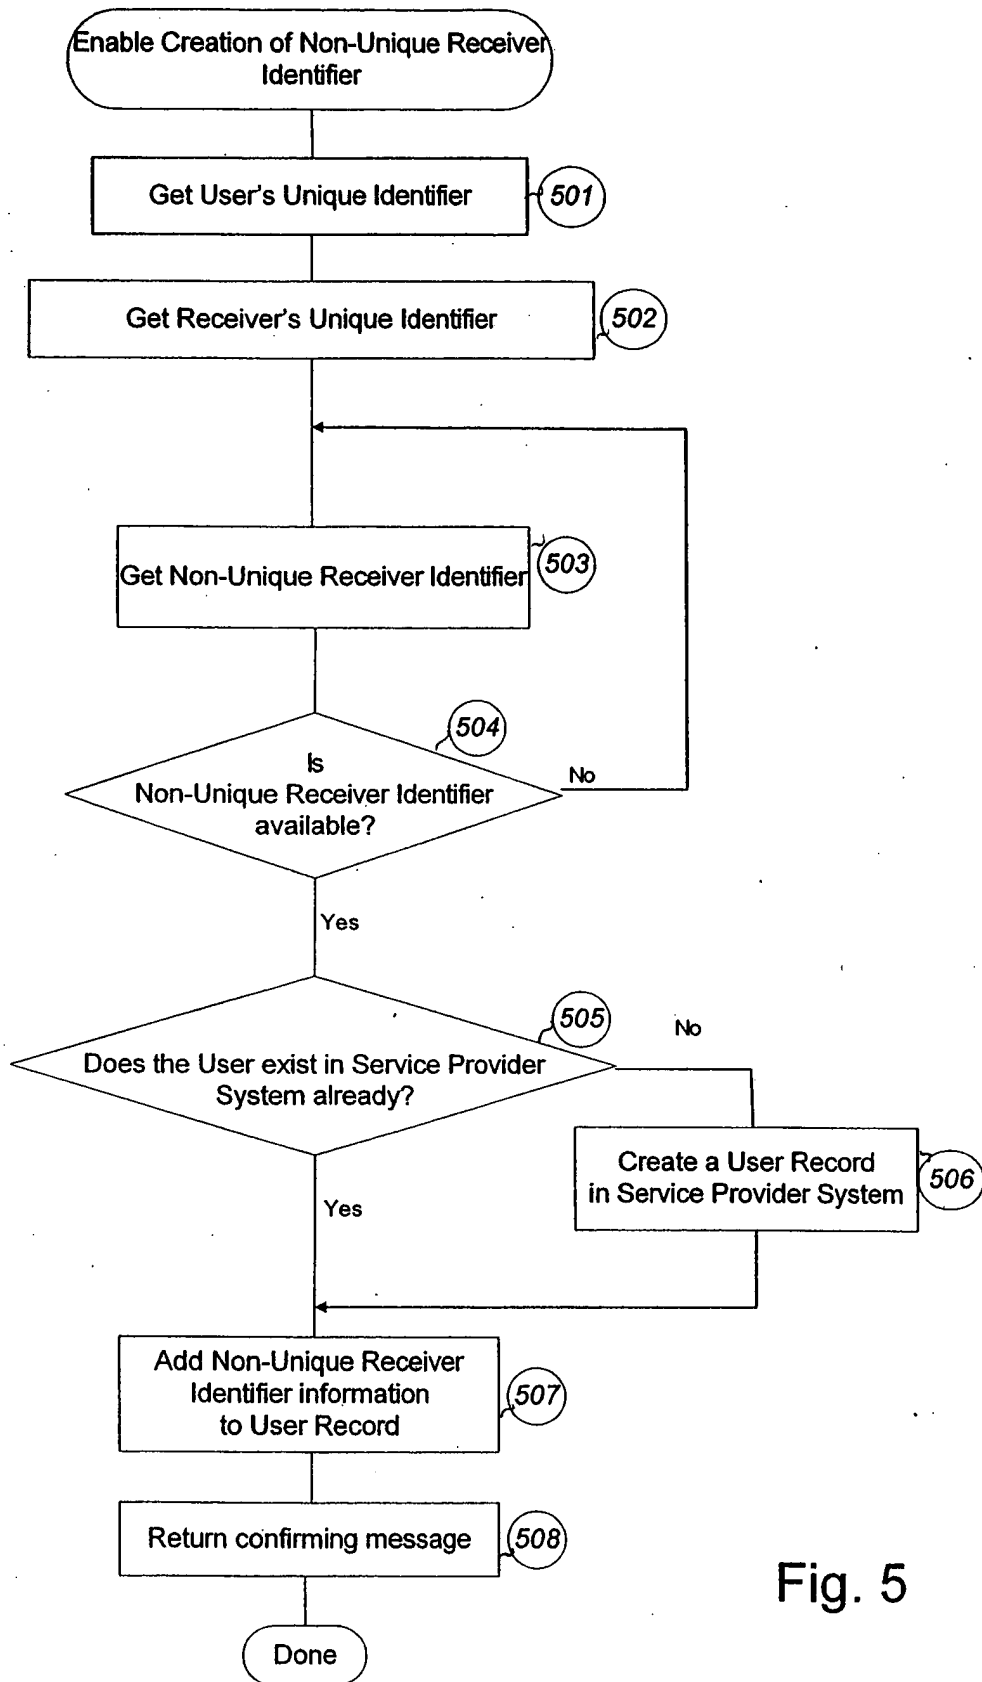 Enable Creation of Non-Unique Receiver
Identifier
Get User's Unique Identifier
501
Get Receiver's Unique Identifier
502
Get Non-Unique Receiver Identifier
503
504
Is
Non-Unique Receiver Identifier
available?
No
Yes
505
Does the User exist in Service Provider
System already?
No
Create a User Record
in Service Provider System
506
Yes
Add Non-Unique Receiver
Identifier information
to User Record
507
Return confirming message
508
Done
Fig. 5